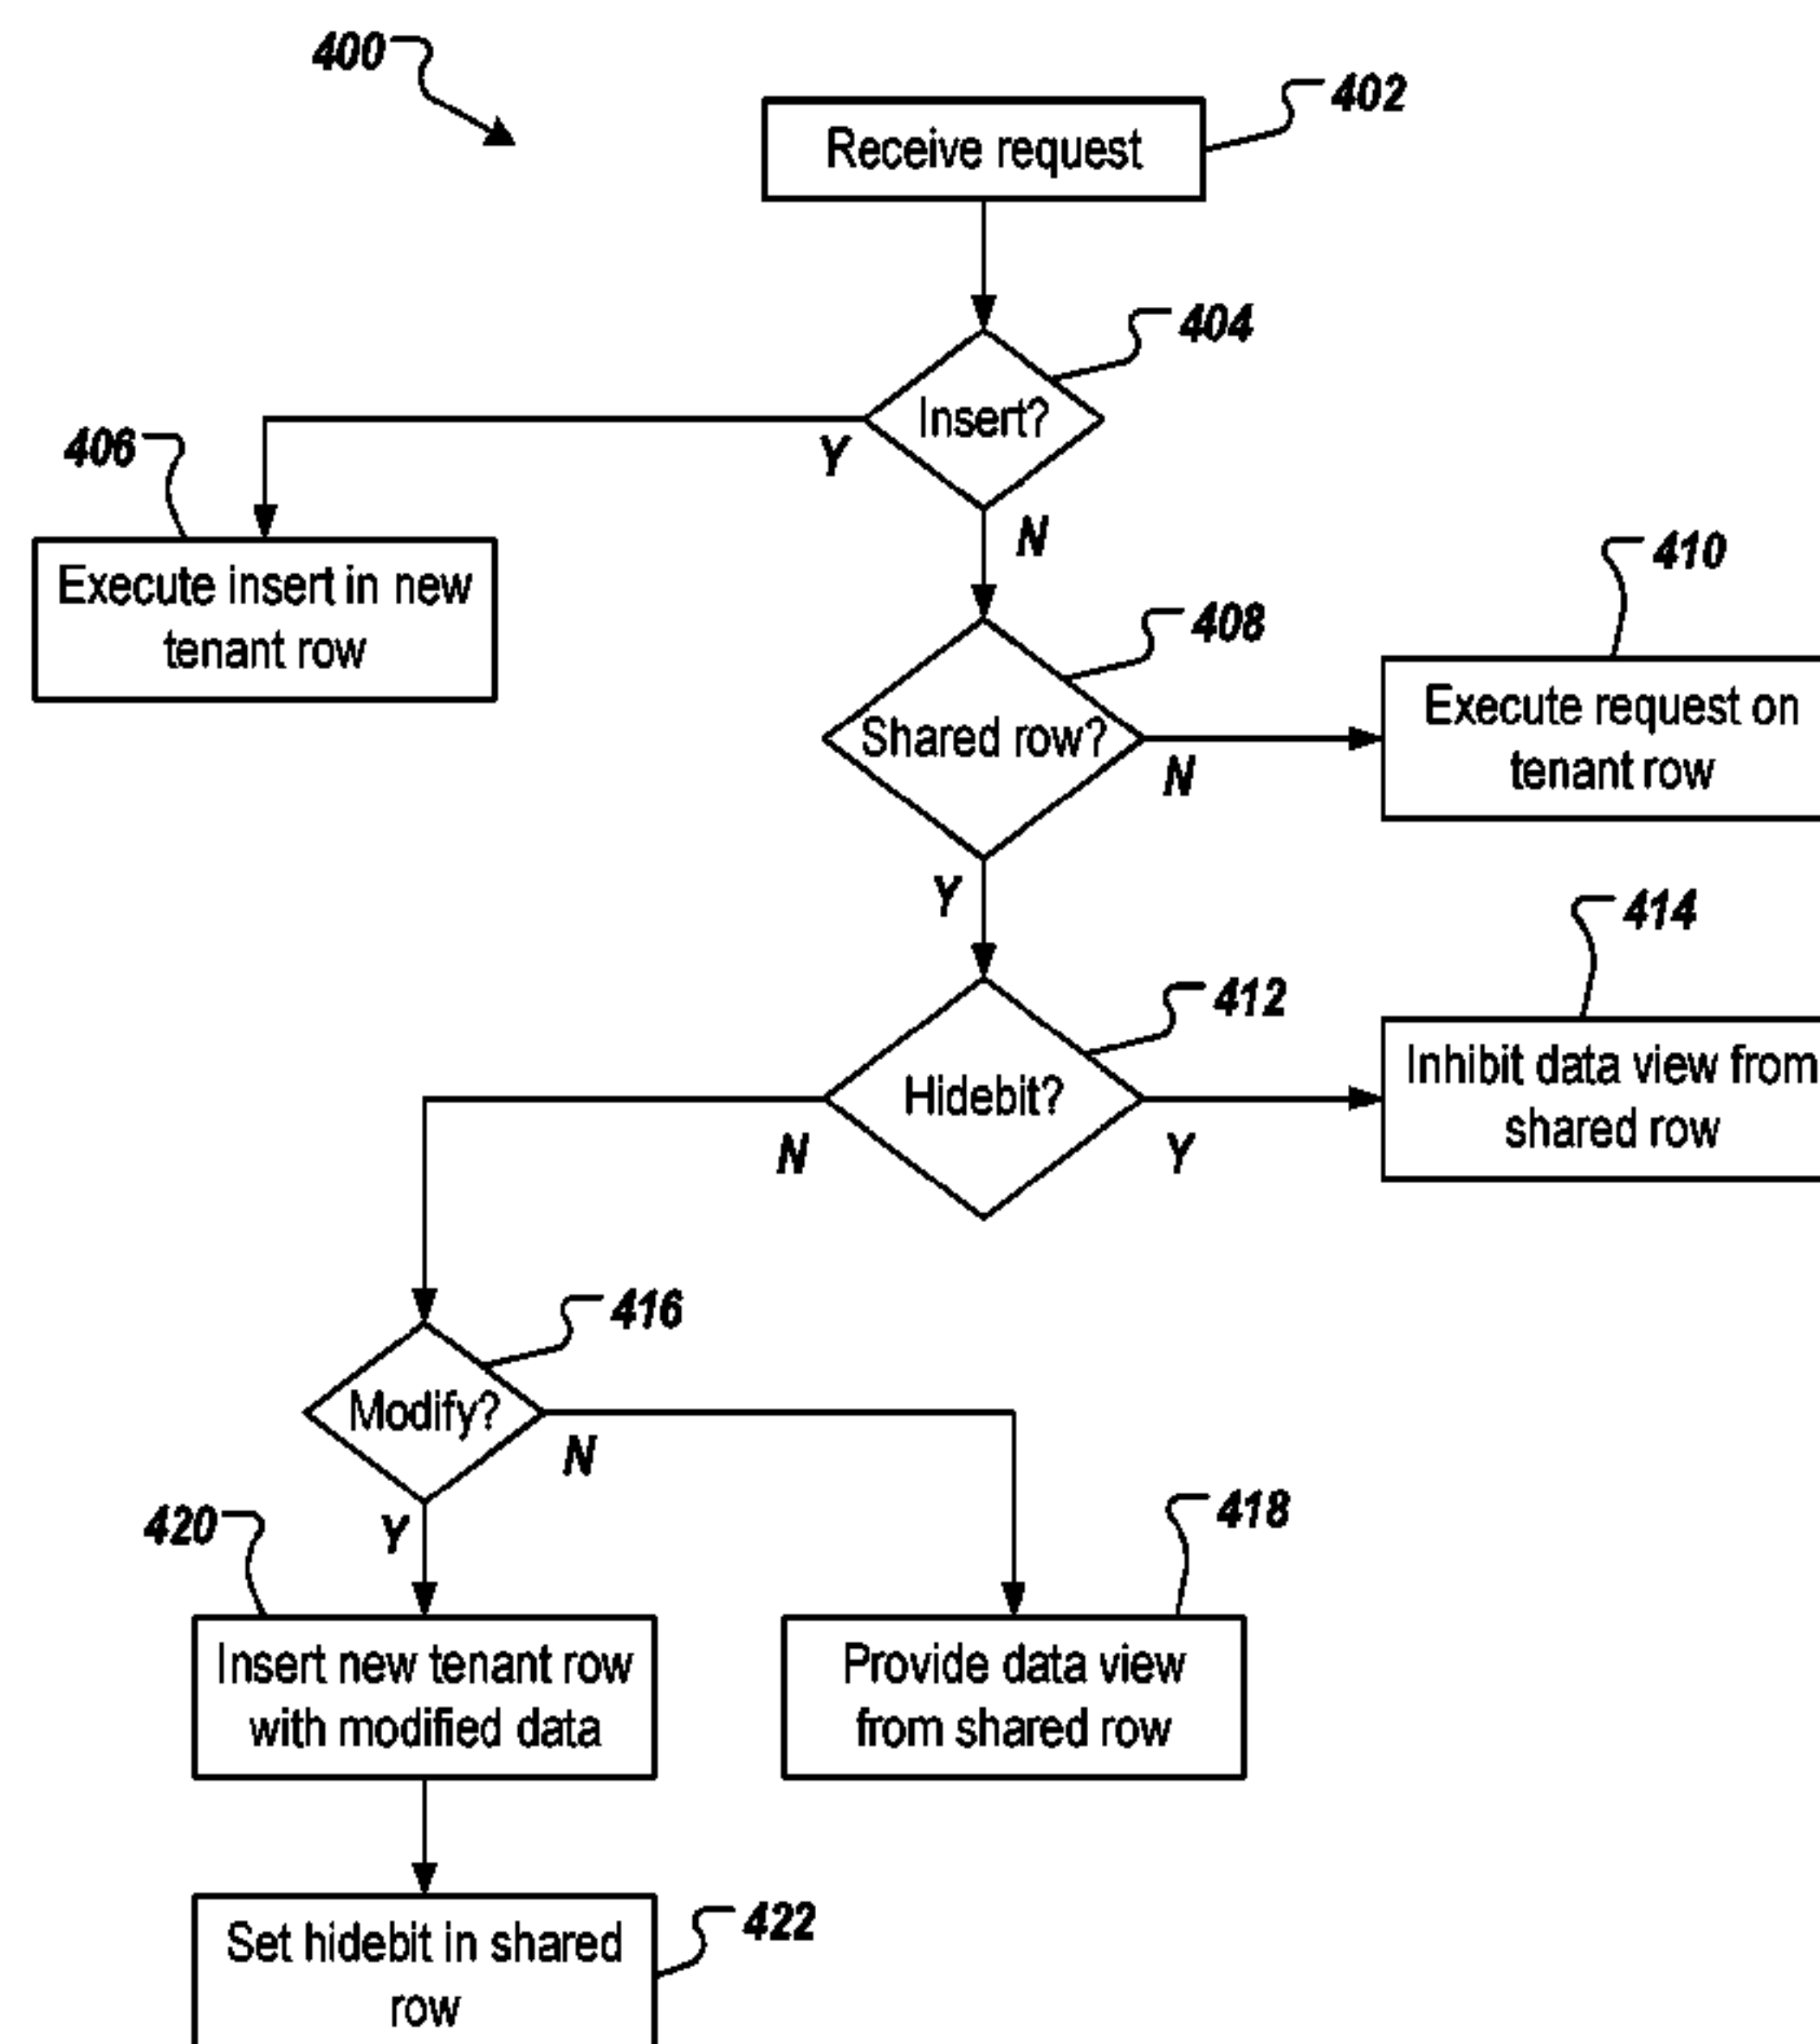 400
402
Receive request
404
Insert?
Y
N
406
Execute insert in new
tenant row
408
Shared row?
N
Y
410
Execute request on
tenant row
412
Hidebit?
N
Y
414
Inhibit data view from
shared row
416
Modify?
N
Y
420
Insert new tenant row
with modified data
418
Provide data view
from shared row
422
Set hidebit in shared
row